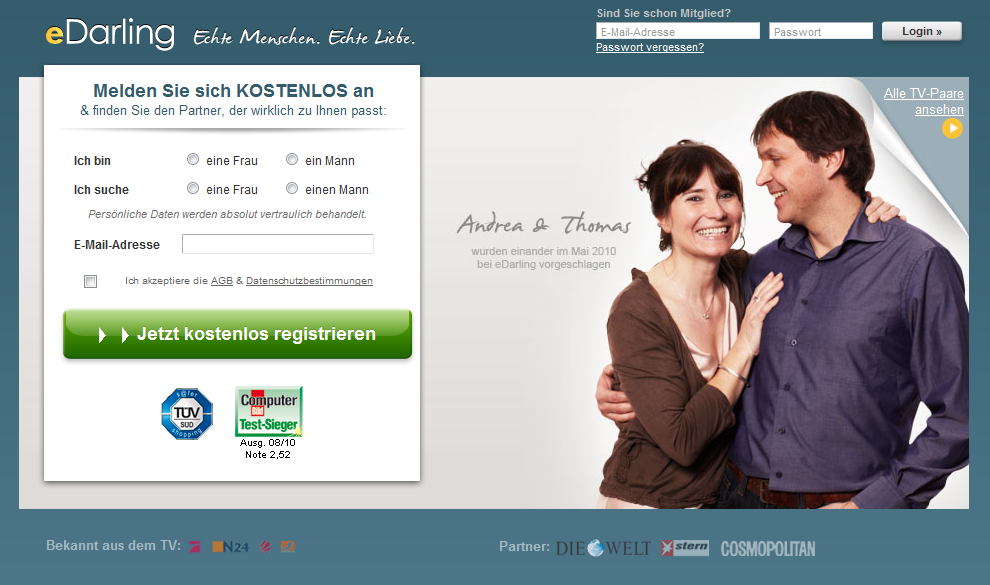 eDarling
Echte Menschen. Echte Liebe.
Sind Sie schon Mitglied?
E-Mail-Adresse
Passwort
Login »
Passwort vergessen?
Melden Sie sich KOSTENLOS an
& finden Sie den Partner, der wirklich zu Ihnen passt:
Ich bin
eine Frau
ein Mann
Ich suche
eine Frau
einen Mann
Persönliche Daten werden absolut vertraulich behandelt.
E-Mail-Adresse
Ich akzeptiere die AGB & Datenschutzbestimmungen
Jetzt kostenlos registrieren
s@fer
TÜV
SÜD
shopping
Computer
Bild
Test-Sieger
Ausg. 08/10
Note 2,52
Alle TV-Paare
ansehen
Andrea & Thomas
wurden einander im Mai 2010
bei eDarling vorgeschlagen
Bekannt aus dem TV:
N24
Partner:
DIE WELT
stern
COSMOPOLITAN